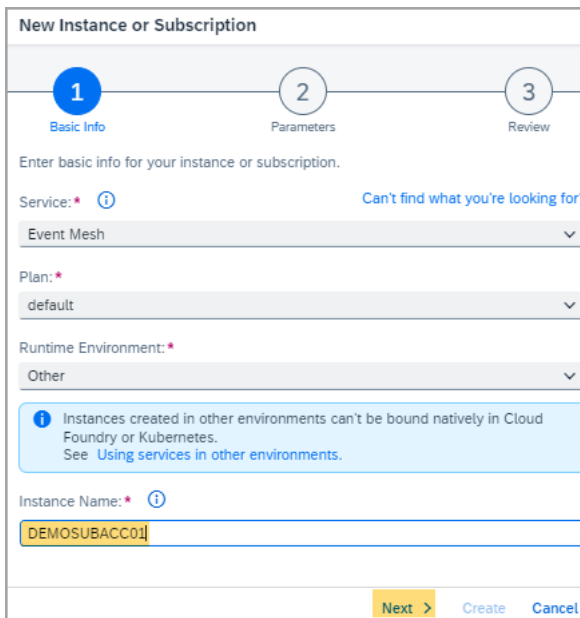 New Instance or Subscription
1
2
3
Basic Info
Parameters
Review
Enter basic info for your instance or subscription.
Service:*
Can't find what you're looking for?
Event Mesh
Plan:*
default
Runtime Environment:*
Other
Instances created in other environments can't be bound natively in Cloud
Foundry or Kubernetes.
See Using services in other environments.
Instance Name:*
DEMOSUBACC01
Next >
Create
Cancel